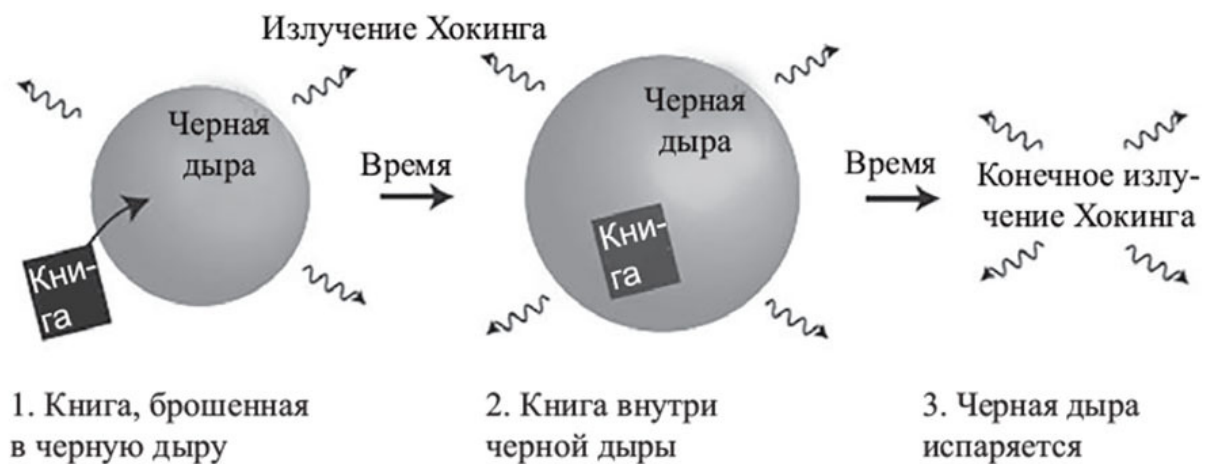 Излучение Хокинга
Черная
дыра
Кни-
га
Время
Черная
дыра
Кни-
га
Время
Конечное излу-
чение Хокинга
1. Книга, брошенная
в черную дыру
2. Книга внутри
черной дыры
3. Черная дыра
испаряется